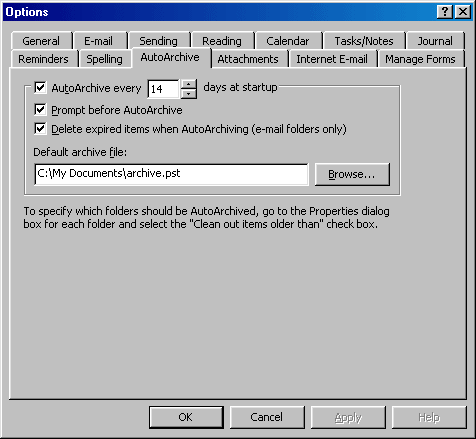 Options
General E-mail Sending Reading Calendar Tasks/Notes Journal
Reminders Spelling AutoArchive Attachments Internet E-mail Manage Forms
AutoArchive every 14 days at startup
Prompt before AutoArchive
Delete expired items when AutoArchiving (e-mail folders only)
Default archive file:
C:\My Documents\archive.pst Browse...
To specify which folders should be AutoArchived, go to the Properties dialog
box for each folder and select the "Clean out items older than" check box.
OK Cancel Apply Help